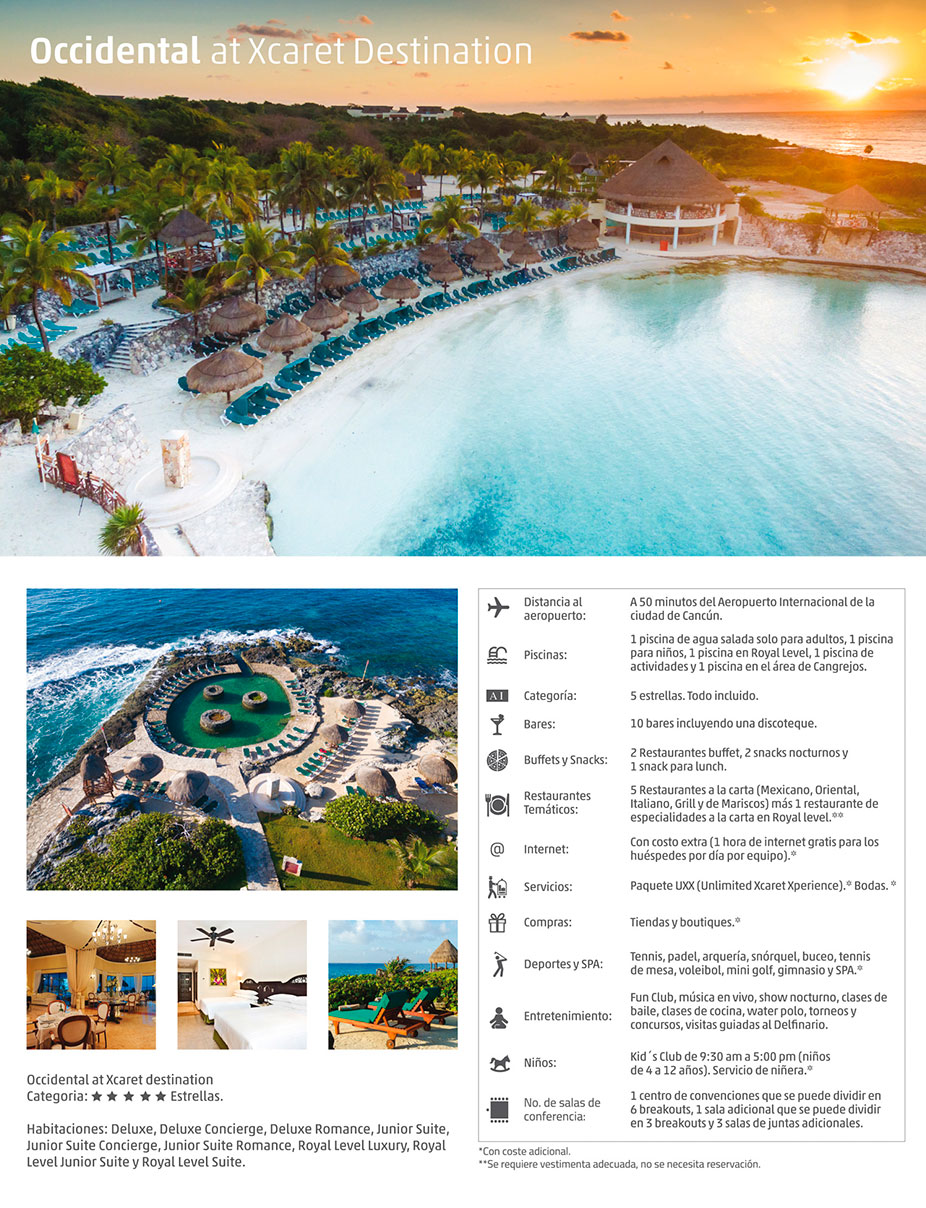 Occidental at Xcaret Destination
Distancia al
aeropuerto:
A 50 minutos del Aeropuerto Internacional de la
ciudad de Cancún.
Piscinas:
1 piscina de agua salada solo para adultos, 1 piscina
para niños, 1 piscina en Royal Level, 1 piscina de
actividades y 1 piscina en el área de Cangrejos.
AI
Categoría:
5 estrellas. Todo incluido.
Bares:
10 bares incluyendo una discoteque.
Buffets y Snacks:
2 Restaurantes buffet, 2 snacks nocturnos y
1 snack para lunch.
Restaurantes
Temáticos:
5 Restaurantes a la carta (Mexicano, Oriental,
Italiano, Grill y de Mariscos) más 1 restaurante de
especialidades a la carta en Royal level.**
@
Internet:
Con costo extra (1 hora de internet gratis para los
huéspedes por día por equipo).*
Servicios:
Paquete UXX (Unlimited Xcaret Xperience).* Bodas. *
Compras:
Tiendas y boutiques.*
Deportes y SPA:
Tennis, padel, arquería, snórquel, buceo, tennis
de mesa, voleibol, mini golf, gimnasio y SPA.*
Entretenimiento:
Fun Club, música en vivo, show nocturno, clases de
baile, clases de cocina, water polo, torneos y
concursos, visitas guiadas al Delfinario.
Niños:
Kid´s Club de 9:30 am a 5:00 pm (niños
de 4 a 12 años). Servicio de niñera.*
No. de salas de
conferencia:
1 centro de convenciones que se puede dividir en
6 breakouts, 1 sala adicional que se puede dividir
en 3 breakouts y 3 salas de juntas adicionales.
*Con coste adicional.
**Se requiere vestimenta adecuada, no se necesita reservación.
Occidental at Xcaret destination
Categoria: ★ ★ ★ ★ ★ Estrellas.
Habitaciones: Deluxe, Deluxe Concierge, Deluxe Romance, Junior Suite,
Junior Suite Concierge, Junior Suite Romance, Royal Level Luxury, Royal
Level Junior Suite y Royal Level Suite.